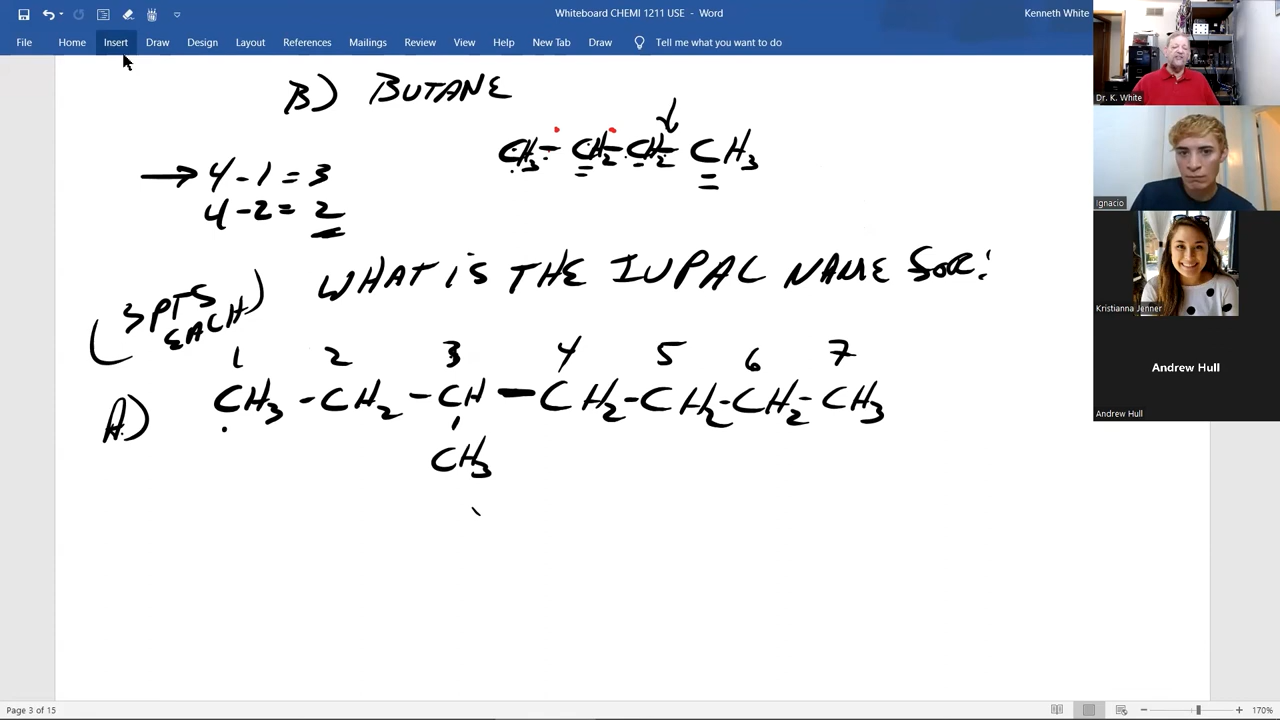 Whiteboard CHEMI 1211 USE - Word
Kenneth White
File Home Insert Draw Design Layout References Mailings Review View Help New Tab Draw Tell me what you want to do
B) BUTANE
CH3 - CH2 - CH2 - CH3
→ 4 - 1 = 3
4 - 2 = 2
WHAT IS THE IUPAC NAME FOR:
(3 PTS
EACH)
1 2 3 4 5 6 7
A.) CH3 - CH2 - CH - CH2 - CH2 - CH2 - CH3
CH3
Dr. K. White
Ignacio
Kristianna Jenner
Andrew Hull
Andrew Hull
Page 3 of 15
170%